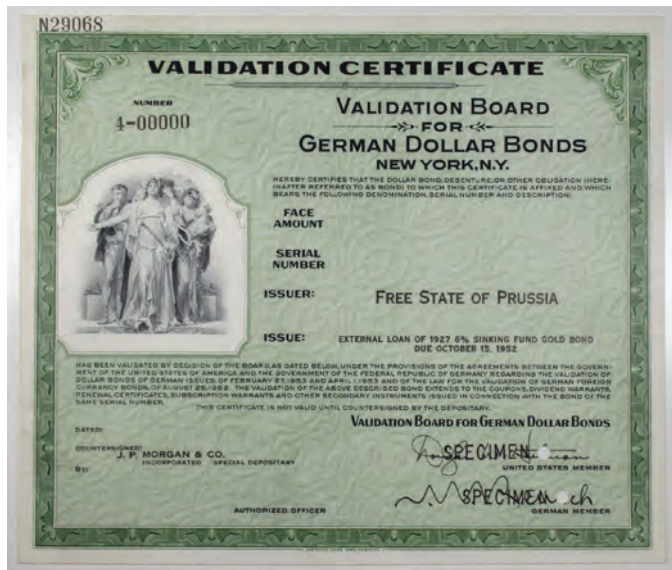 N29068
VALIDATION CERTIFICATE
NUMBER
4-00000
VALIDATION BOARD
FOR
GERMAN DOLLAR BONDS
NEW YORK, N.Y.
HEREBY CERTIFIES THAT THE DOLLAR BOND, DEBENTURE, OR OTHER OBLIGATION (HERE-
INAFTER REFERRED TO AS BOND) TO WHICH THIS CERTIFICATE IS AFFIXED AND WHICH
BEARS THE FOLLOWING DENOMINATION, SERIAL NUMBER AND DESCRIPTION:
FACE
AMOUNT
SERIAL
NUMBER
ISSUER: FREE STATE OF PRUSSIA
ISSUE: EXTERNAL LOAN OF 1927 6% SINKING FUND GOLD BOND
DUE OCTOBER 15, 1952
HAS BEEN VALIDATED BY DECISION OF THE BOARD, AS DATED BELOW, UNDER THE PROVISIONS OF THE AGREEMENTS BETWEEN THE GOVERN-
MENT OF THE UNITED STATES OF AMERICA AND THE GOVERNMENT OF THE FEDERAL REPUBLIC OF GERMANY REGARDING THE VALIDATION OF
DOLLAR BONDS OF GERMAN ISSUES, OF FEBRUARY 27, 1953 AND APRIL 1, 1953 AND OF THE LAW FOR THE VALIDATION OF GERMAN FOREIGN
CURRENCY BONDS, OF AUGUST 25, 1952. THE VALIDATION OF THE ABOVE DESCRIBED BOND EXTENDS TO THE COUPONS, DIVIDEND WARRANTS,
RENEWAL CERTIFICATES, SUBSCRIPTION WARRANTS AND OTHER SECONDARY INSTRUMENTS ISSUED IN CONNECTION WITH THE BOND OF THE
SAME SERIAL NUMBER.
THIS CERTIFICATE IS NOT VALID UNTIL COUNTERSIGNED BY THE DEPOSITARY.
VALIDATION BOARD FOR GERMAN DOLLAR BONDS
DATED:
COUNTERSIGNED:
J. P. MORGAN & CO.
INCORPORATED SPECIAL DEPOSITARY
BY:
SPECIMEN
UNITED STATES MEMBER
SPECIMEN
GERMAN MEMBER
AUTHORIZED OFFICER
AMERICAN BANK NOTE COMPANY